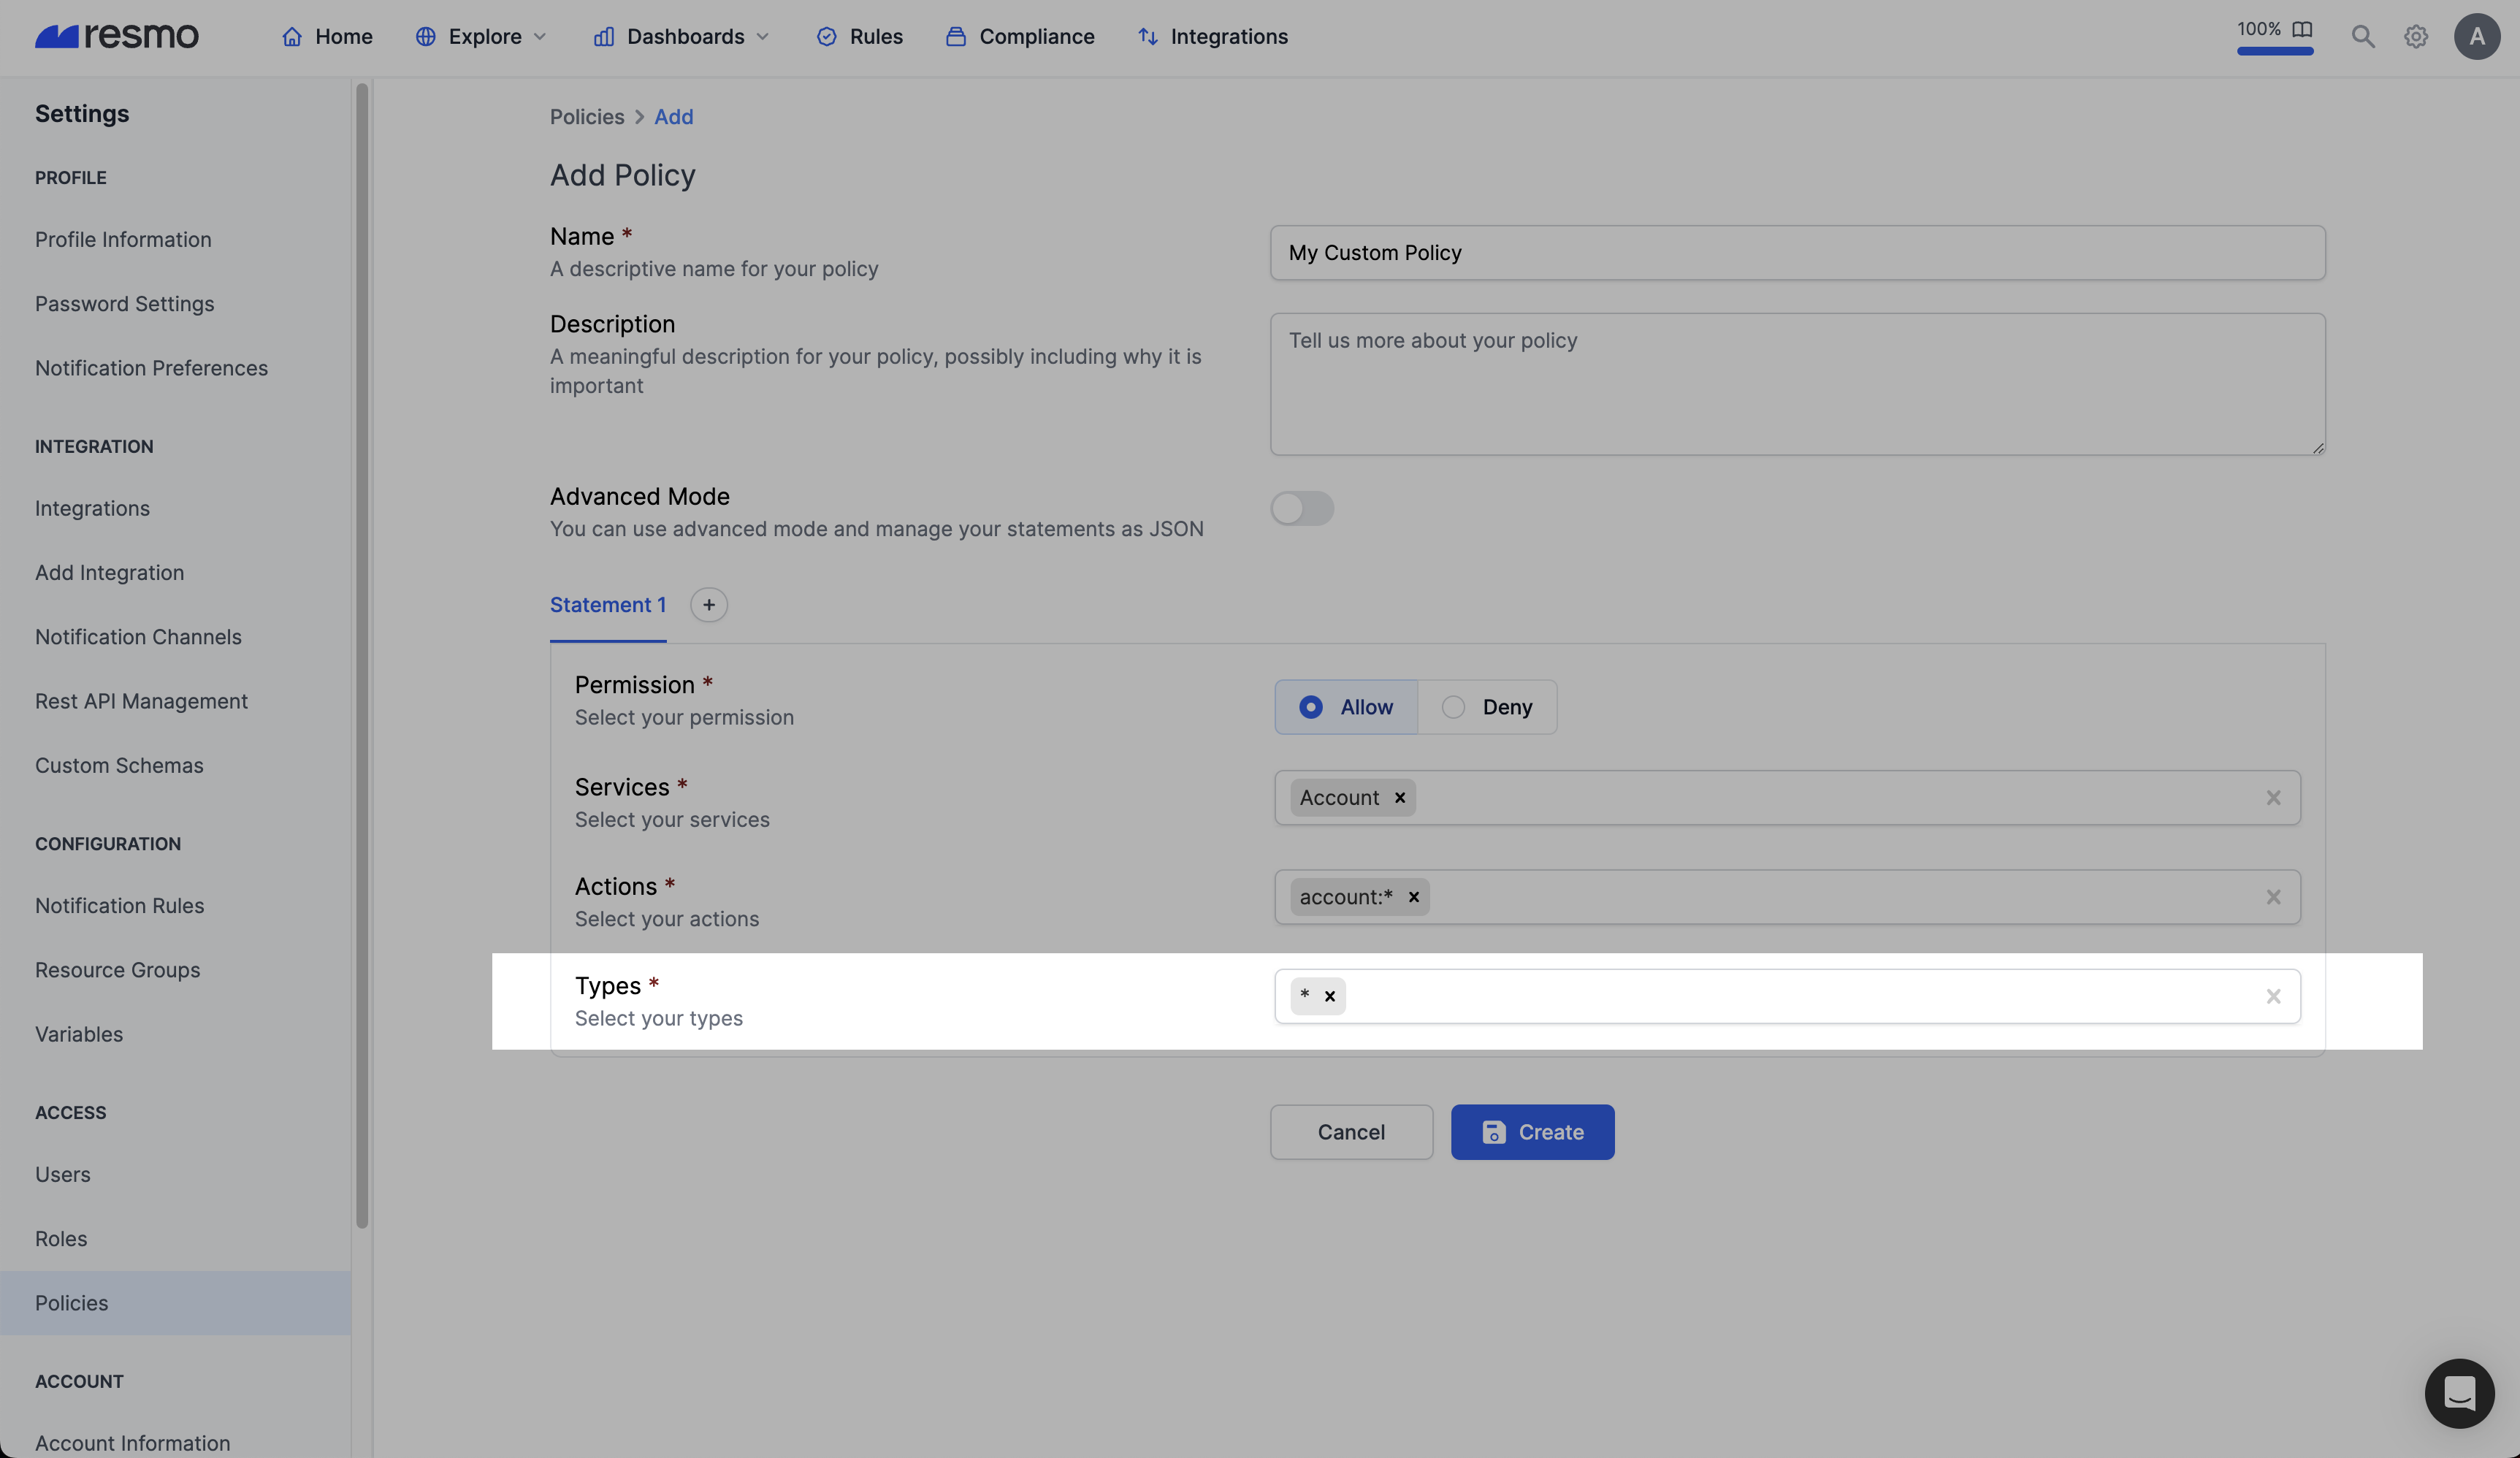 resmo
Home
Explore
Dashboards
Rules
Compliance
Integrations
100%
A
Settings
PROFILE
Profile Information
Password Settings
Notification Preferences
INTEGRATION
Integrations
Add Integration
Notification Channels
Rest API Management
Custom Schemas
CONFIGURATION
Notification Rules
Resource Groups
Variables
ACCESS
Users
Roles
Policies
ACCOUNT
Account Information
Policies > Add
Add Policy
Name *
A descriptive name for your policy
My Custom Policy
Description
A meaningful description for your policy, possibly including why it is
important
Tell us more about your policy
Advanced Mode
You can use advanced mode and manage your statements as JSON
Statement 1
+
Permission *
Select your permission
Allow
Deny
Services *
Select your services
Account ×
Actions *
Select your actions
account:* ×
Types *
Select your types
* ×
Cancel
Create